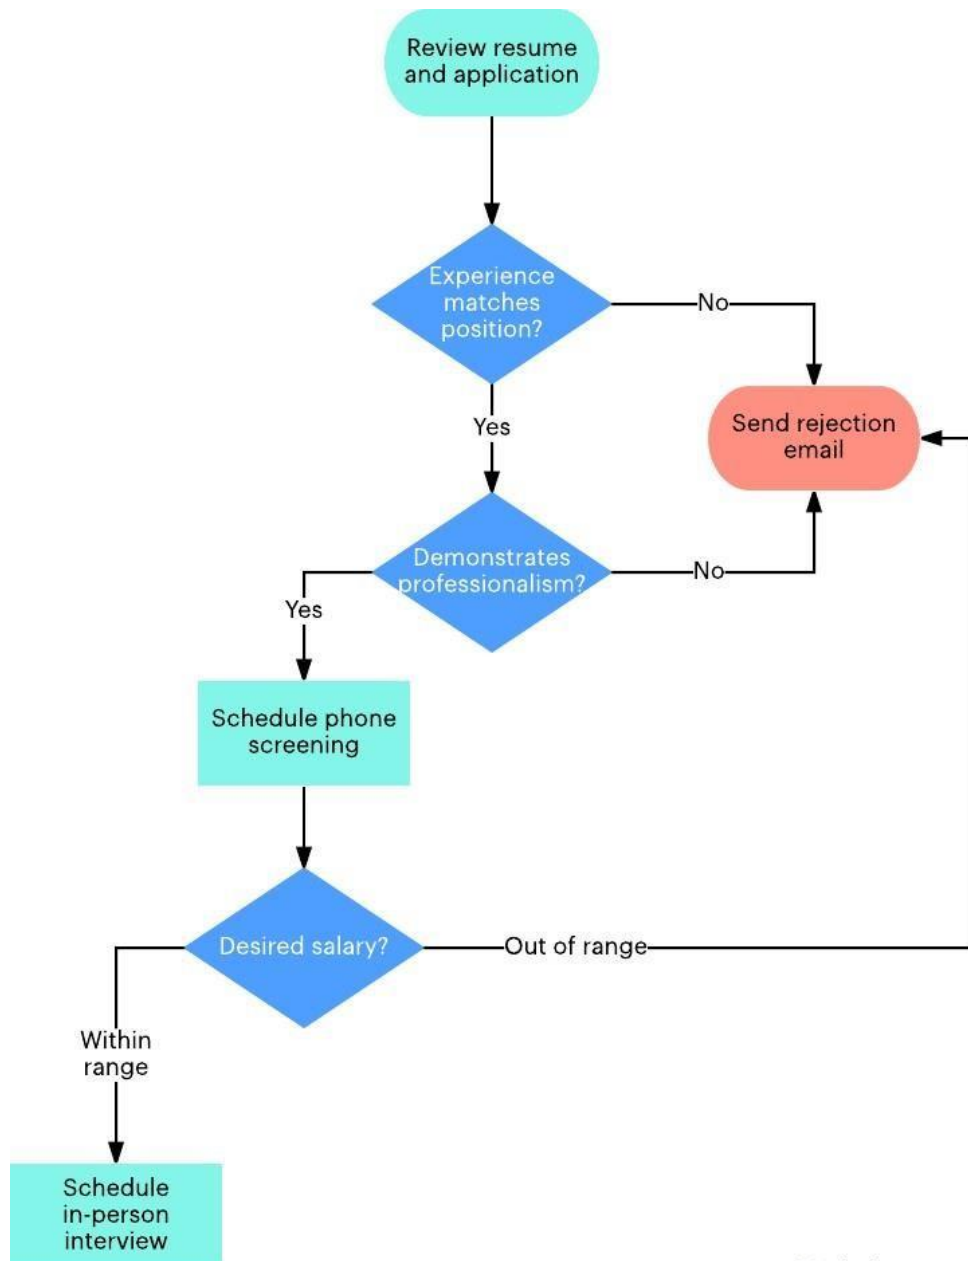 Review resume
and application
Experience
matches
position?
No
Send rejection
email
Yes
Demonstrates
professionalism?
No
Yes
Schedule phone
screening
Desired salary?
Out of range
Within
range
Schedule
in-person
interview